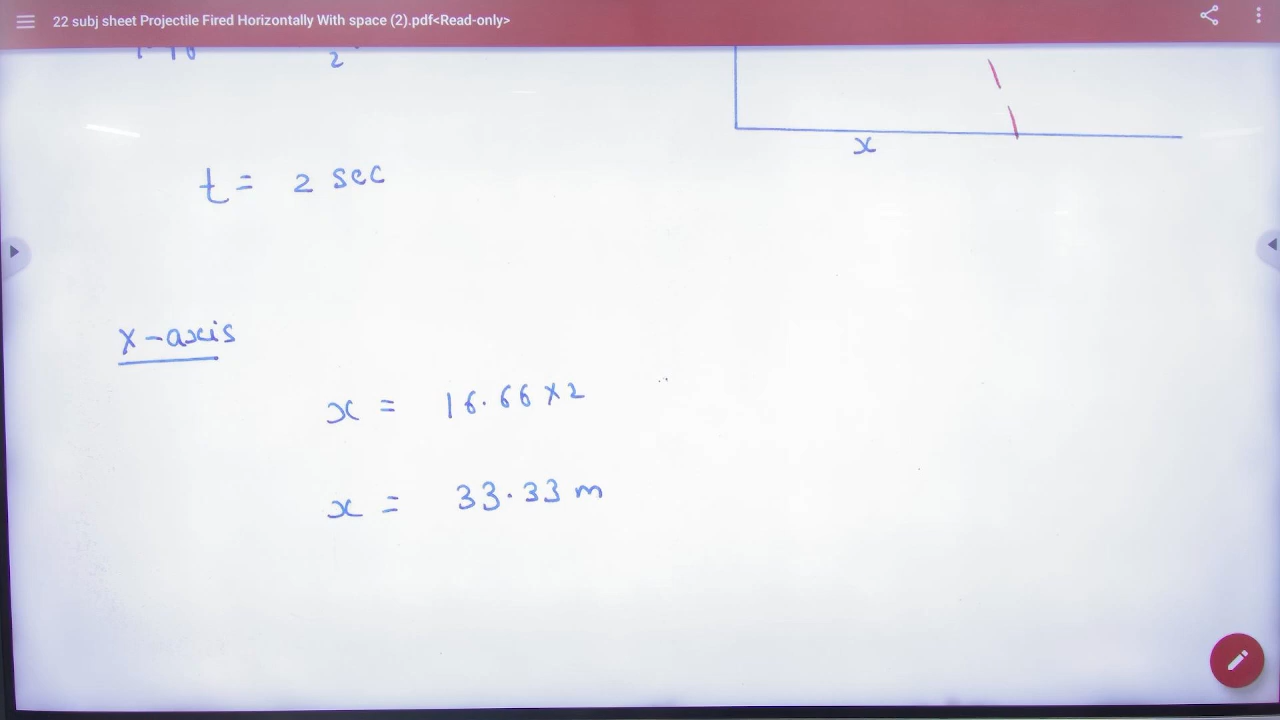 22 subj sheet Projectile Fired Horizontally With space (2).pdf<Read-only>
2
x
t = 2 sec
X-axis
x = 16.66 × 2
x = 33.33 m